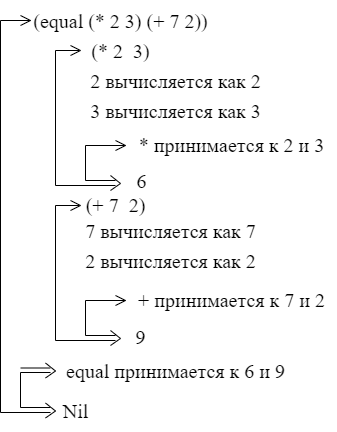 (equal (* 2 3) (+ 7 2))
(* 2 3)
2 вычисляется как 2
3 вычисляется как 3
* принимается к 2 и 3
6
(+ 7 2)
7 вычисляется как 7
2 вычисляется как 2
+ принимается к 7 и 2
9
equal принимается к 6 и 9
Nil